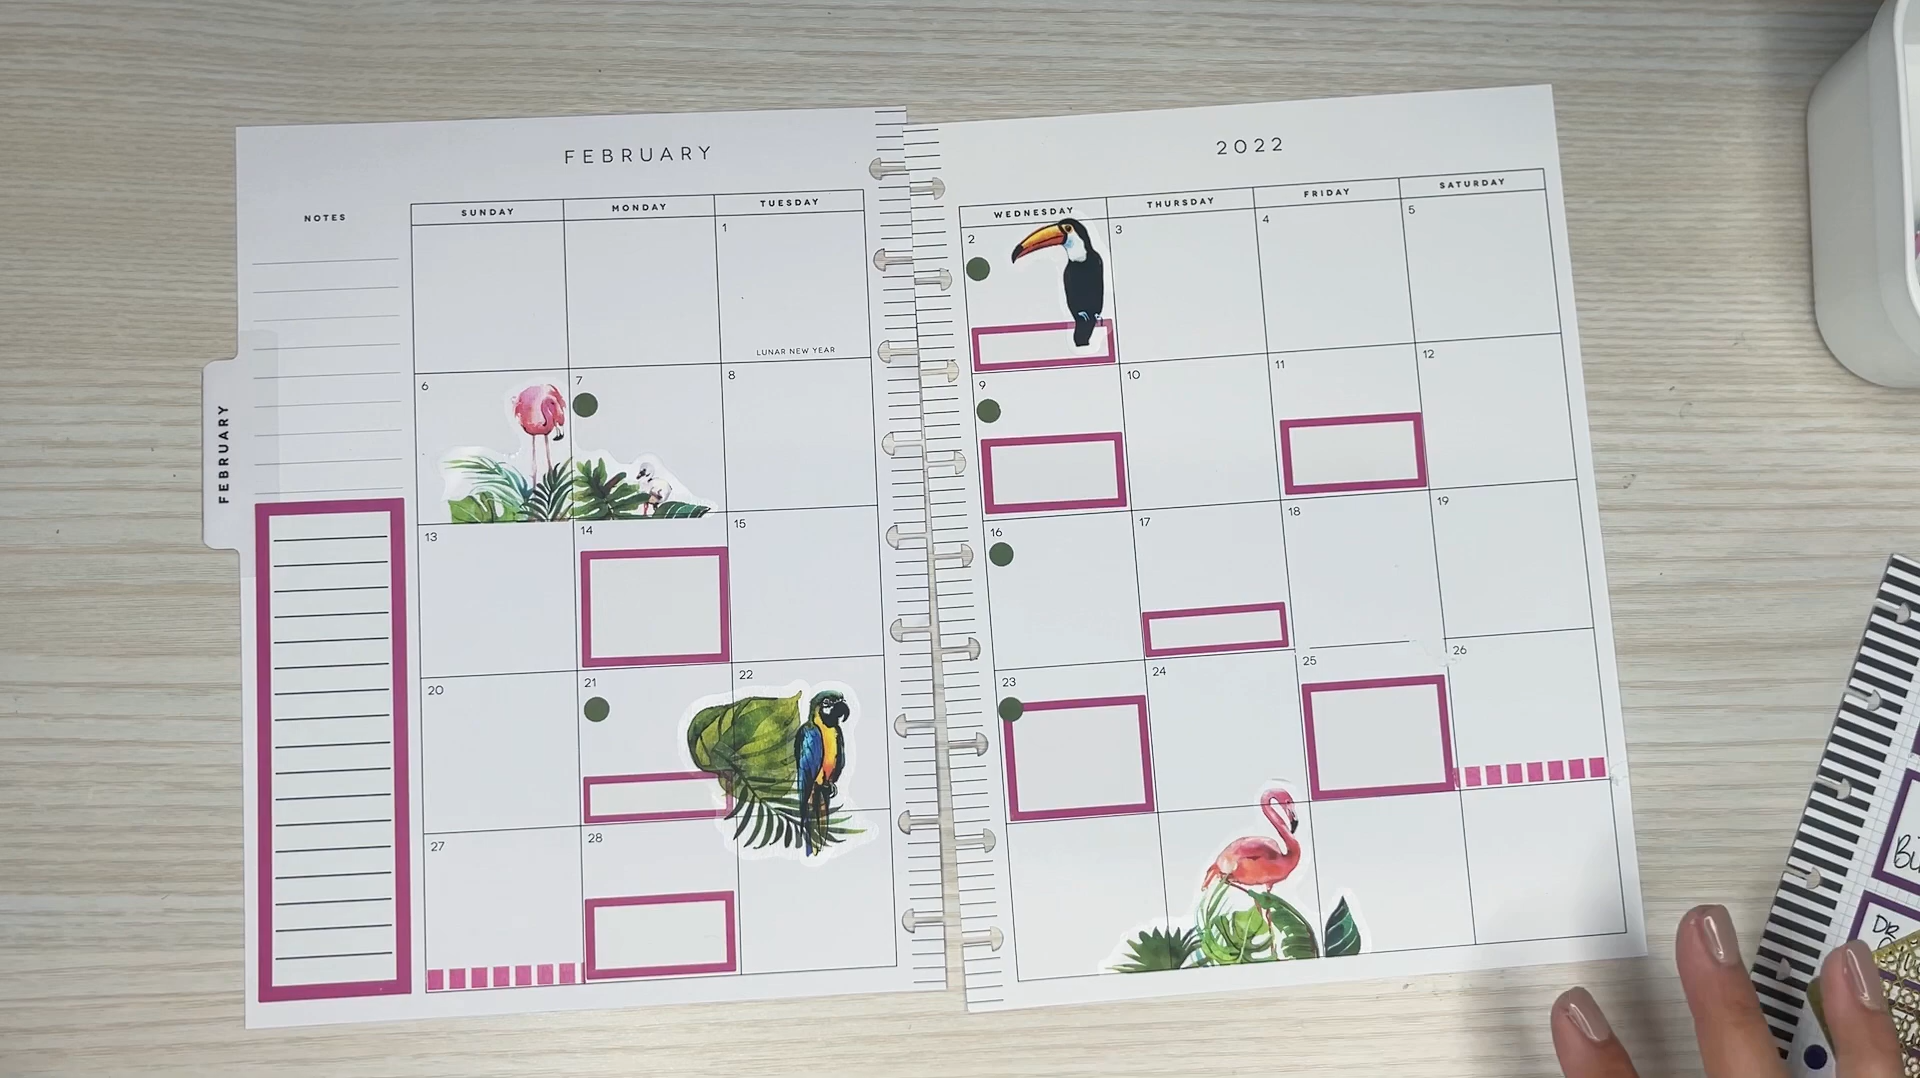 FEBRUARY
2022
NOTES
SUNDAY MONDAY TUESDAY
WEDNESDAY THURSDAY FRIDAY SATURDAY
1
2 3 4 5
LUNAR NEW YEAR
6 7 8
9 10 11 12
13 14 15
16 17 18 19
20 21 22
23 24 25 26
27 28
FEBRUARY
DR